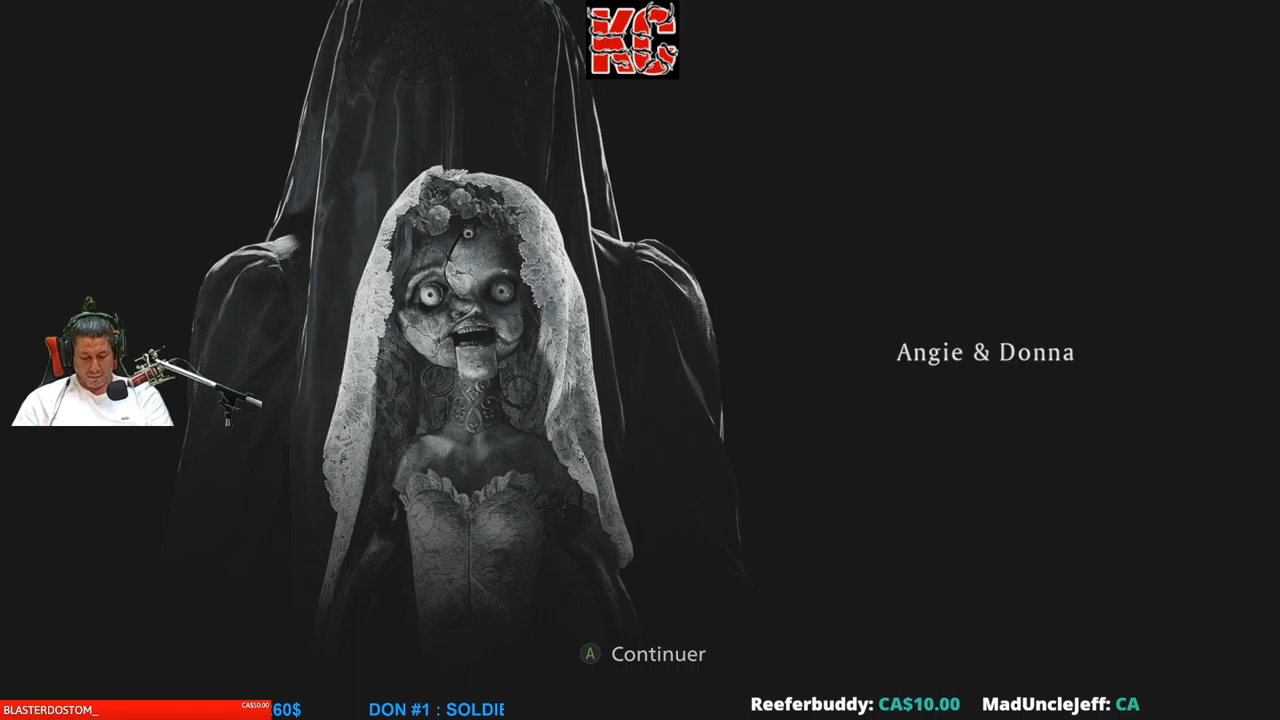 KC
Angie & Donna
A Continuer
BLASTERDOSTOM_ CA$50.00
60$ DON #1 : SOLDIE
Reeferbuddy: CA$10.00 MadUncleJeff: CA